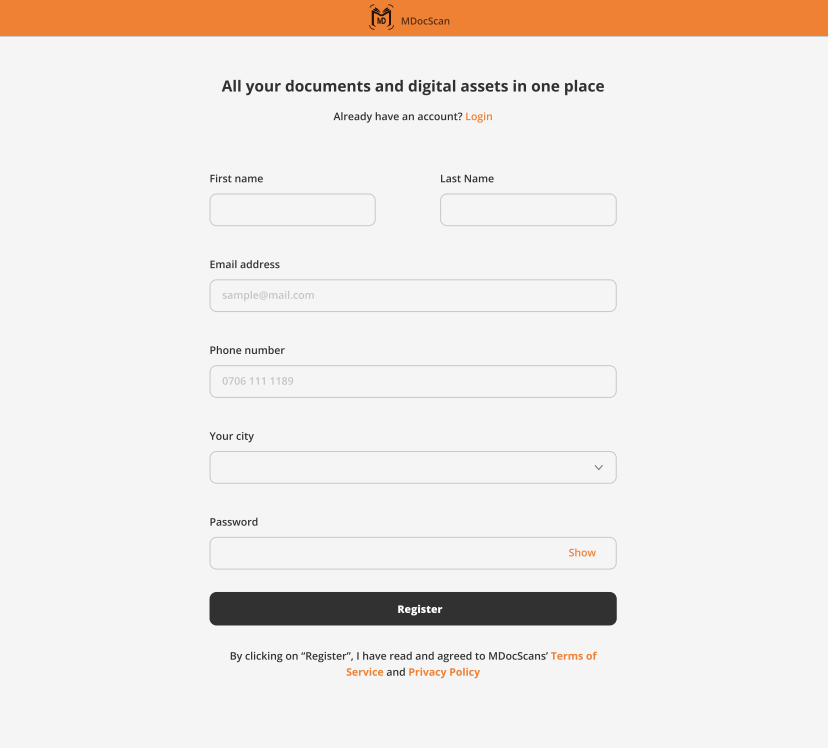 MD MDocScan
All your documents and digital assets in one place
Already have an account? Login
First name
Last Name
Email address
sample@mail.com
Phone number
0706 111 1189
Your city
Password
Show
Register
By clicking on “Register”, I have read and agreed to MDocScans’ Terms of
Service and Privacy Policy